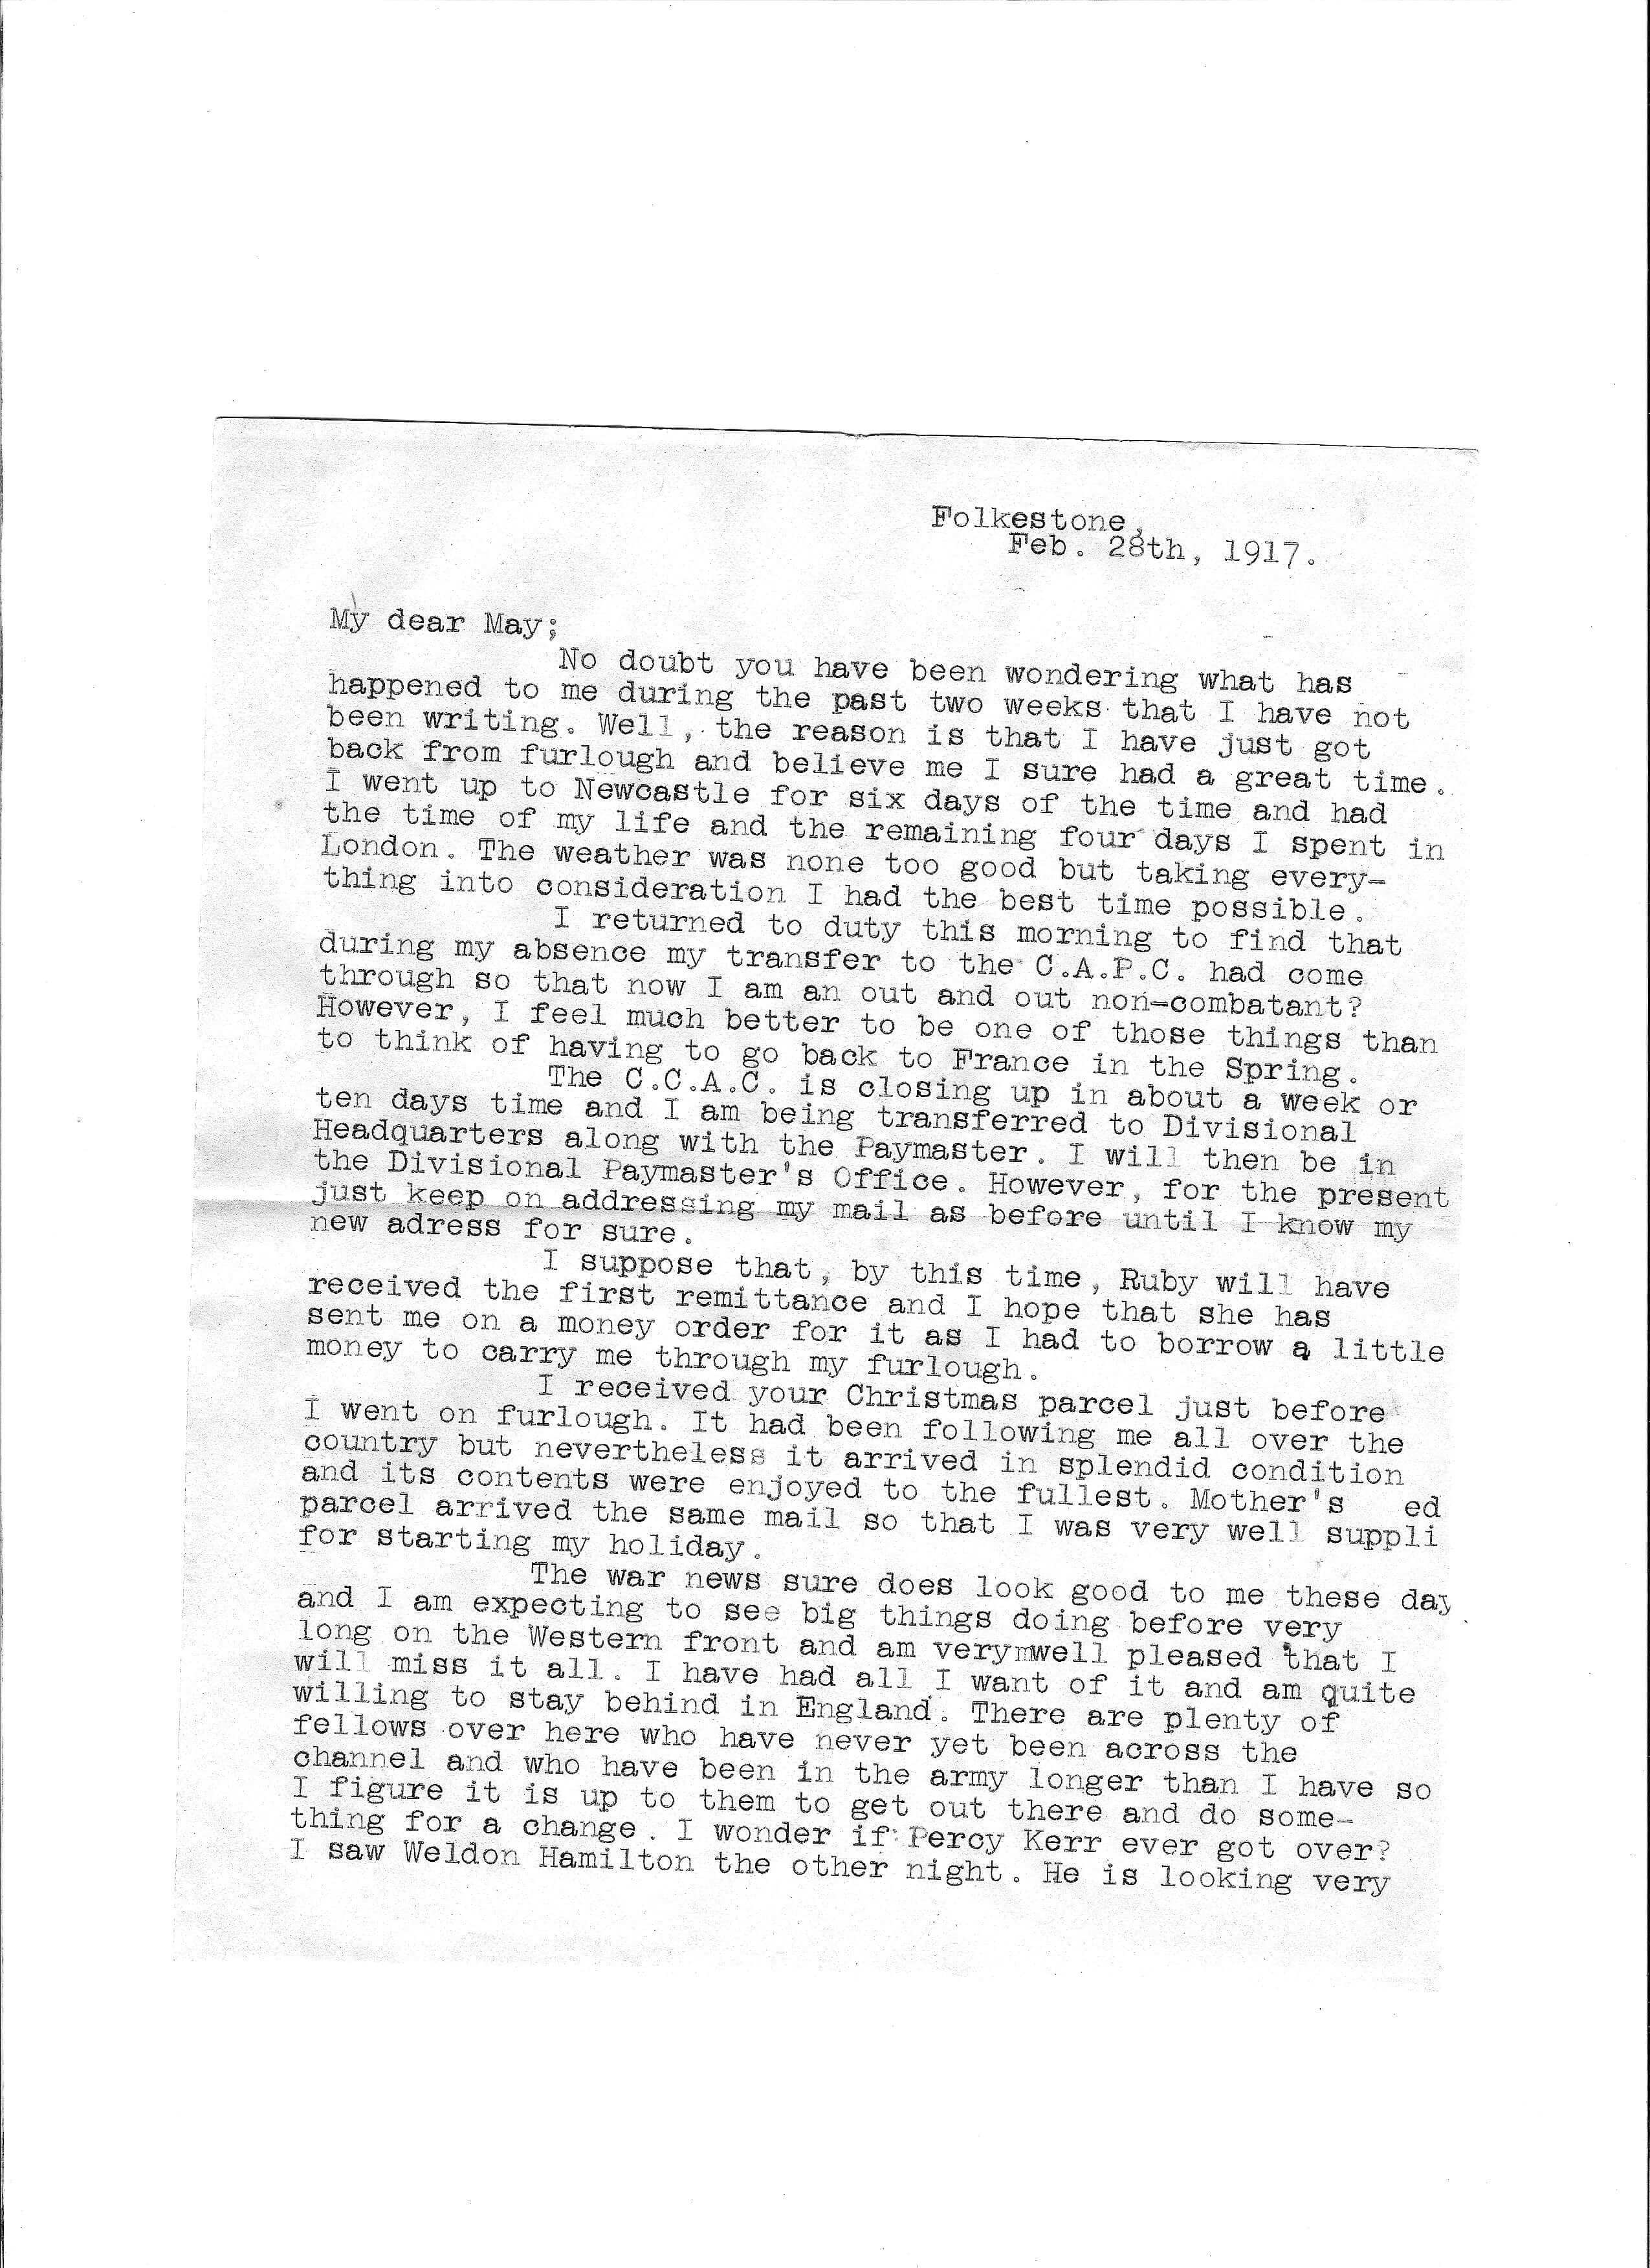 Folkestone,
Feb. 28th, 1917.
My dear May;
No doubt you have been wondering what has
happened to me during the past two weeks that I have not
been writing. Well, the reason is that I have just got
back from furlough and believe me I sure had a great time.
I went up to Newcastle for six days of the time and had
the time of my life and the remaining four days I spent in
London. The weather was none too good but taking every-
thing into consideration I had the best time possible.
I returned to duty this morning to find that
during my absence my transfer to the C.A.P.C. had come
through so that now I am an out and out non-combatant?
However, I feel much better to be one of those things than
to think of having to go back to France in the Spring.
The C.C.A.C. is closing up in about a week or
ten days time and I am being transferred to Divisional
Headquarters along with the Paymaster. I will then be in
the Divisional Paymaster's Office. However, for the present
just keep on addressing my mail as before until I know my
new adress for sure.
I suppose that, by this time, Ruby will have
received the first remittance and I hope that she has
sent me on a money order for it as I had to borrow a little
money to carry me through my furlough.
I received your Christmas parcel just before
I went on furlough. It had been following me all over the
country but nevertheless it arrived in splendid condition
and its contents were enjoyed to the fullest. Mother's ed
parcel arrived the same mail so that I was very well suppli
for starting my holiday.
The war news sure does look good to me these day
and I am expecting to see big things doing before very
long on the Western front and am verymwell pleased that I
will miss it all. I have had all I want of it and am quite
willing to stay behind in England. There are plenty of
fellows over here who have never yet been across the
channel and who have been in the army longer than I have so
I figure it is up to them to get out there and do some-
thing for a change. I wonder if Percy Kerr ever got over?
I saw Weldon Hamilton the other night. He is looking very